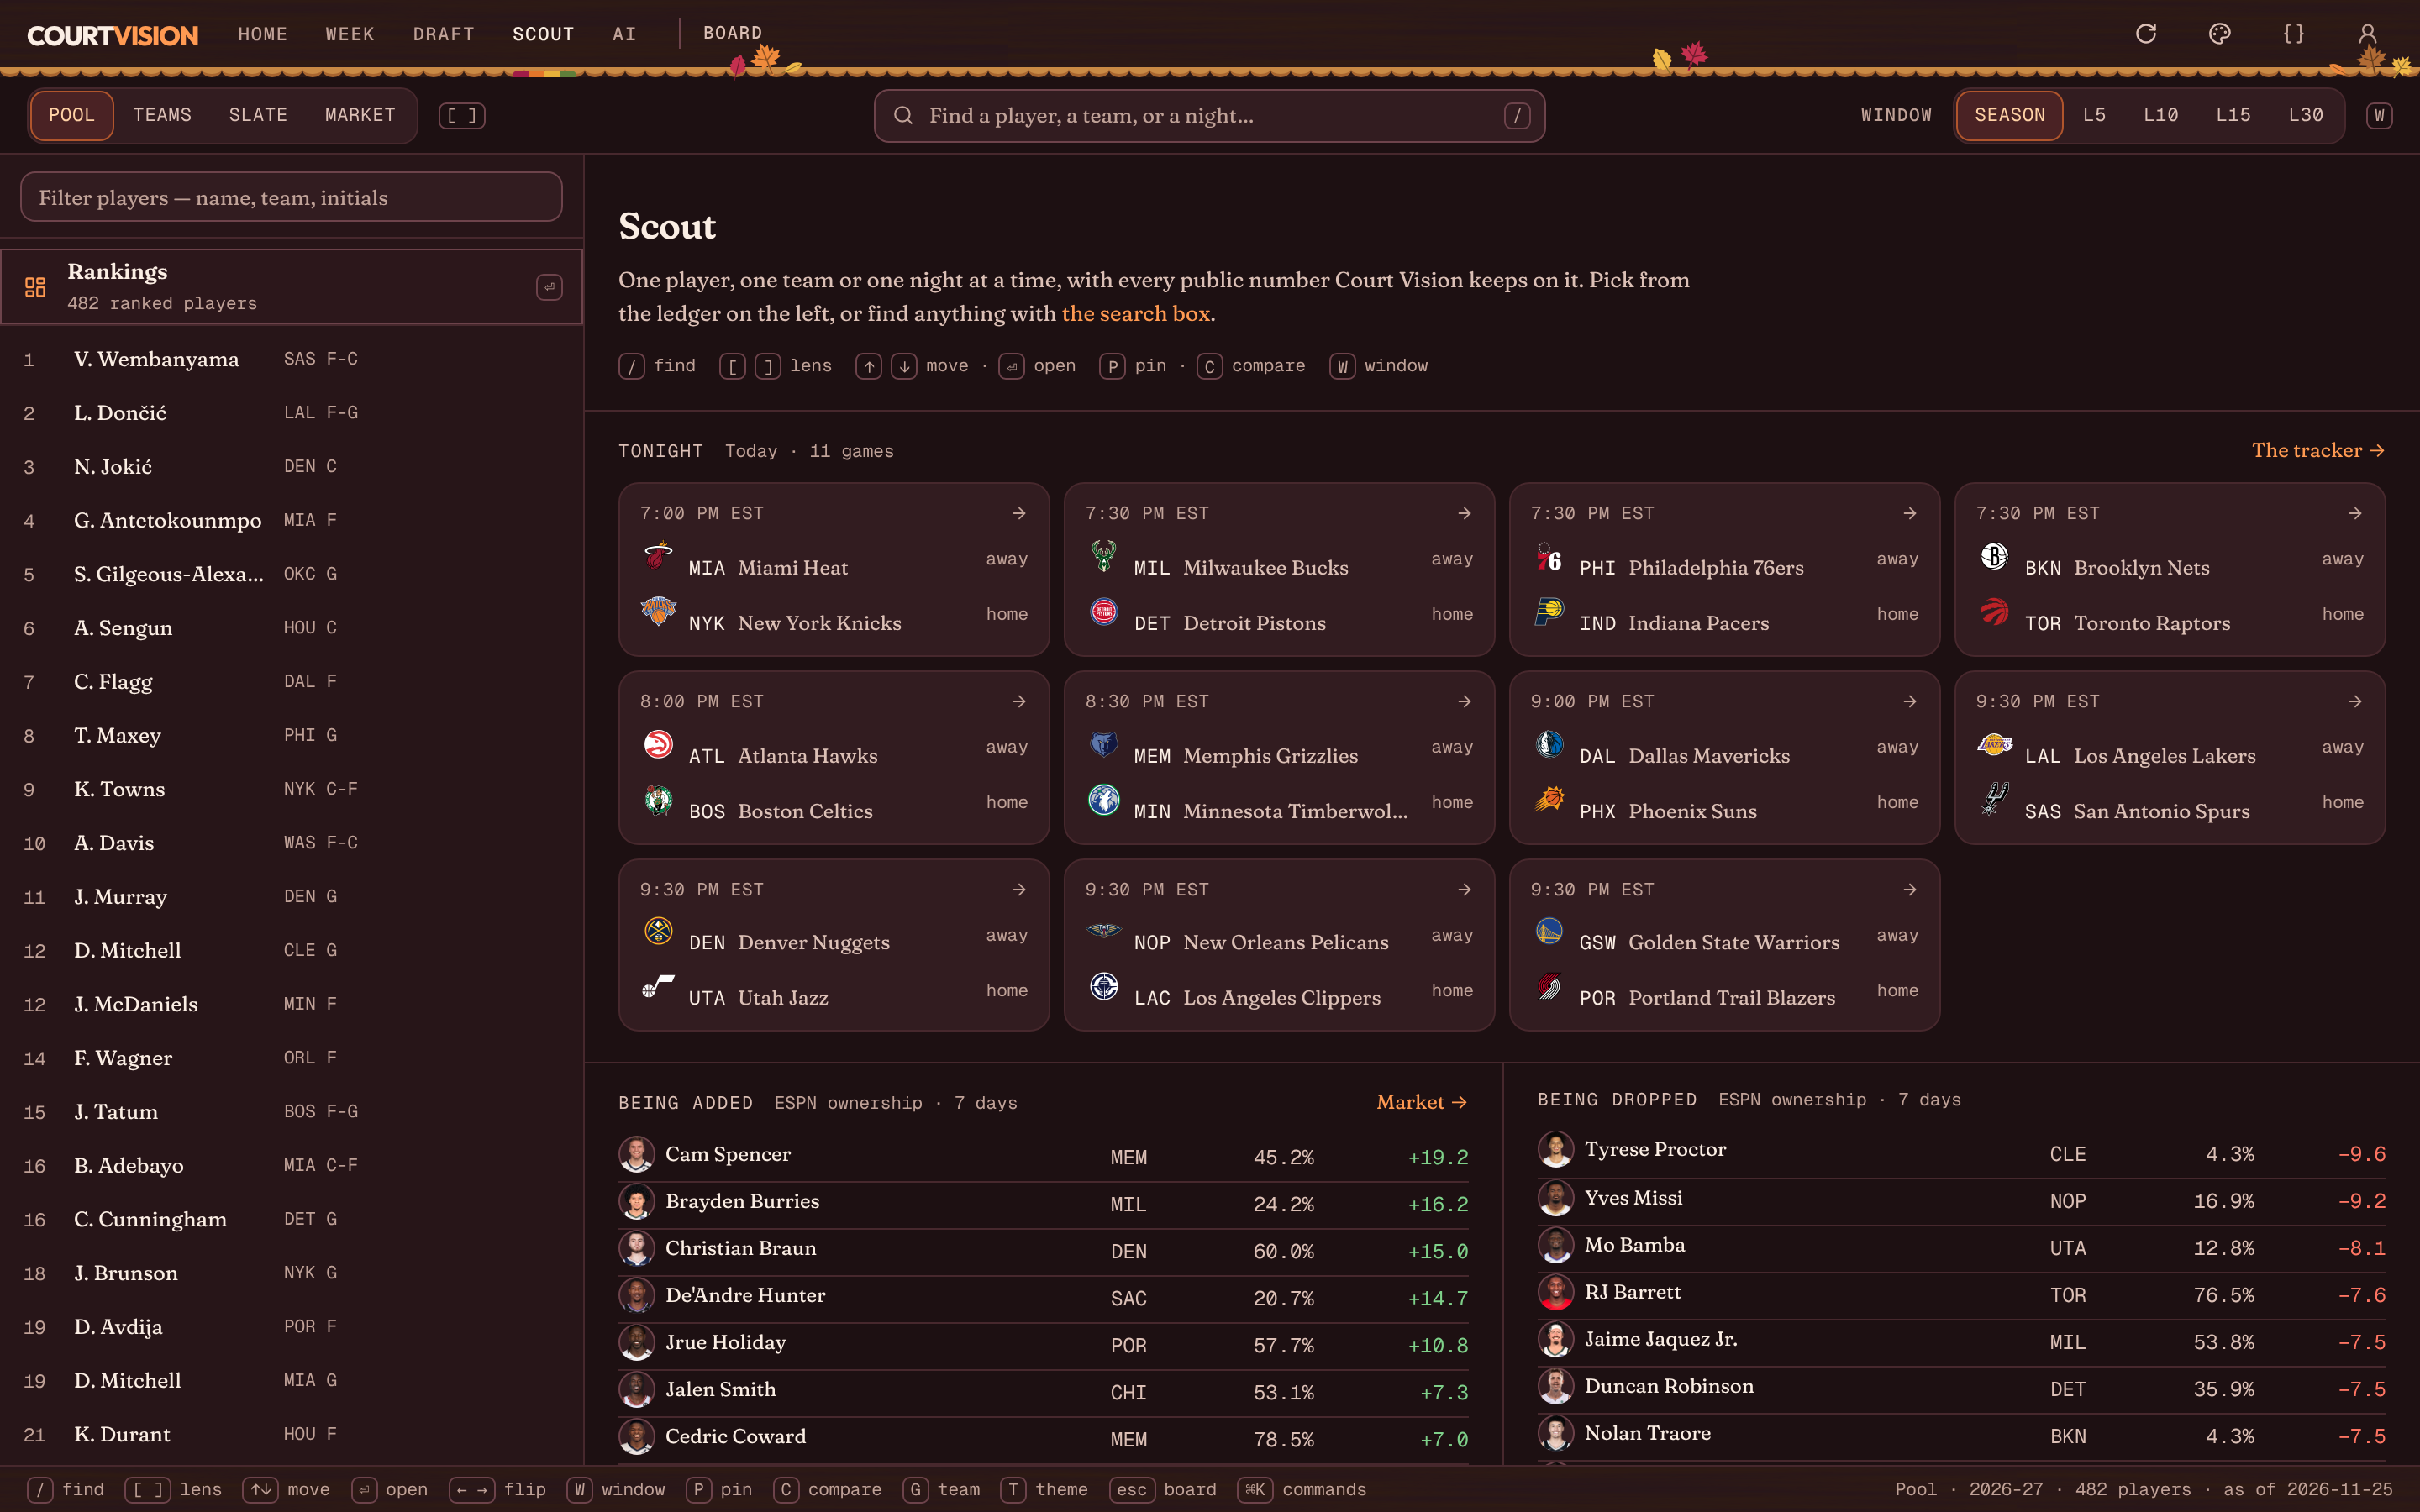 COURTVISION HOME WEEK DRAFT SCOUT AI BOARD { }
POOL TEAMS SLATE MARKET [ ] Find a player, a team, or a night... / WINDOW SEASON L5 L10 L15 L30 W
Filter players — name, team, initials
Rankings
482 ranked players ⏎
1 V. Wembanyama SAS F-C
2 L. Dončić LAL F-G
3 N. Jokić DEN C
4 G. Antetokounmpo MIA F
5 S. Gilgeous-Alexa... OKC G
6 A. Sengun HOU C
7 C. Flagg DAL F
8 T. Maxey PHI G
9 K. Towns NYK C-F
10 A. Davis WAS F-C
11 J. Murray DEN G
12 D. Mitchell CLE G
12 J. McDaniels MIN F
14 F. Wagner ORL F
15 J. Tatum BOS F-G
16 B. Adebayo MIA C-F
16 C. Cunningham DET G
18 J. Brunson NYK G
19 D. Avdija POR F
19 D. Mitchell MIA G
21 K. Durant HOU F
Scout
One player, one team or one night at a time, with every public number Court Vision keeps on it. Pick from
the ledger on the left, or find anything with the search box.
/ find [ ] lens ↑ ↓ move · ⏎ open P pin · C compare W window
TONIGHT Today · 11 games The tracker →
7:00 PM EST →
MIA Miami Heat away
NYK New York Knicks home
7:30 PM EST →
MIL Milwaukee Bucks away
DET Detroit Pistons home
7:30 PM EST →
PHI Philadelphia 76ers away
IND Indiana Pacers home
7:30 PM EST →
BKN Brooklyn Nets away
TOR Toronto Raptors home
8:00 PM EST →
ATL Atlanta Hawks away
BOS Boston Celtics home
8:30 PM EST →
MEM Memphis Grizzlies away
MIN Minnesota Timberwol... home
9:00 PM EST →
DAL Dallas Mavericks away
PHX Phoenix Suns home
9:30 PM EST →
LAL Los Angeles Lakers away
SAS San Antonio Spurs home
9:30 PM EST →
DEN Denver Nuggets away
UTA Utah Jazz home
9:30 PM EST →
NOP New Orleans Pelicans away
LAC Los Angeles Clippers home
9:30 PM EST →
GSW Golden State Warriors away
POR Portland Trail Blazers home
BEING ADDED ESPN ownership · 7 days Market →
Cam Spencer MEM 45.2% +19.2
Brayden Burries MIL 24.2% +16.2
Christian Braun DEN 60.0% +15.0
De'Andre Hunter SAC 20.7% +14.7
Jrue Holiday POR 57.7% +10.8
Jalen Smith CHI 53.1% +7.3
Cedric Coward MEM 78.5% +7.0
BEING DROPPED ESPN ownership · 7 days
Tyrese Proctor CLE 4.3% −9.6
Yves Missi NOP 16.9% −9.2
Mo Bamba UTA 12.8% −8.1
RJ Barrett TOR 76.5% −7.6
Jaime Jaquez Jr. MIL 53.8% −7.5
Duncan Robinson DET 35.9% −7.5
Nolan Traore BKN 4.3% −7.5
/ find [ ] lens ↑↓ move ⏎ open ← → flip W window P pin C compare G team T theme esc board ⌘K commands
Pool · 2026-27 · 482 players · as of 2026-11-25